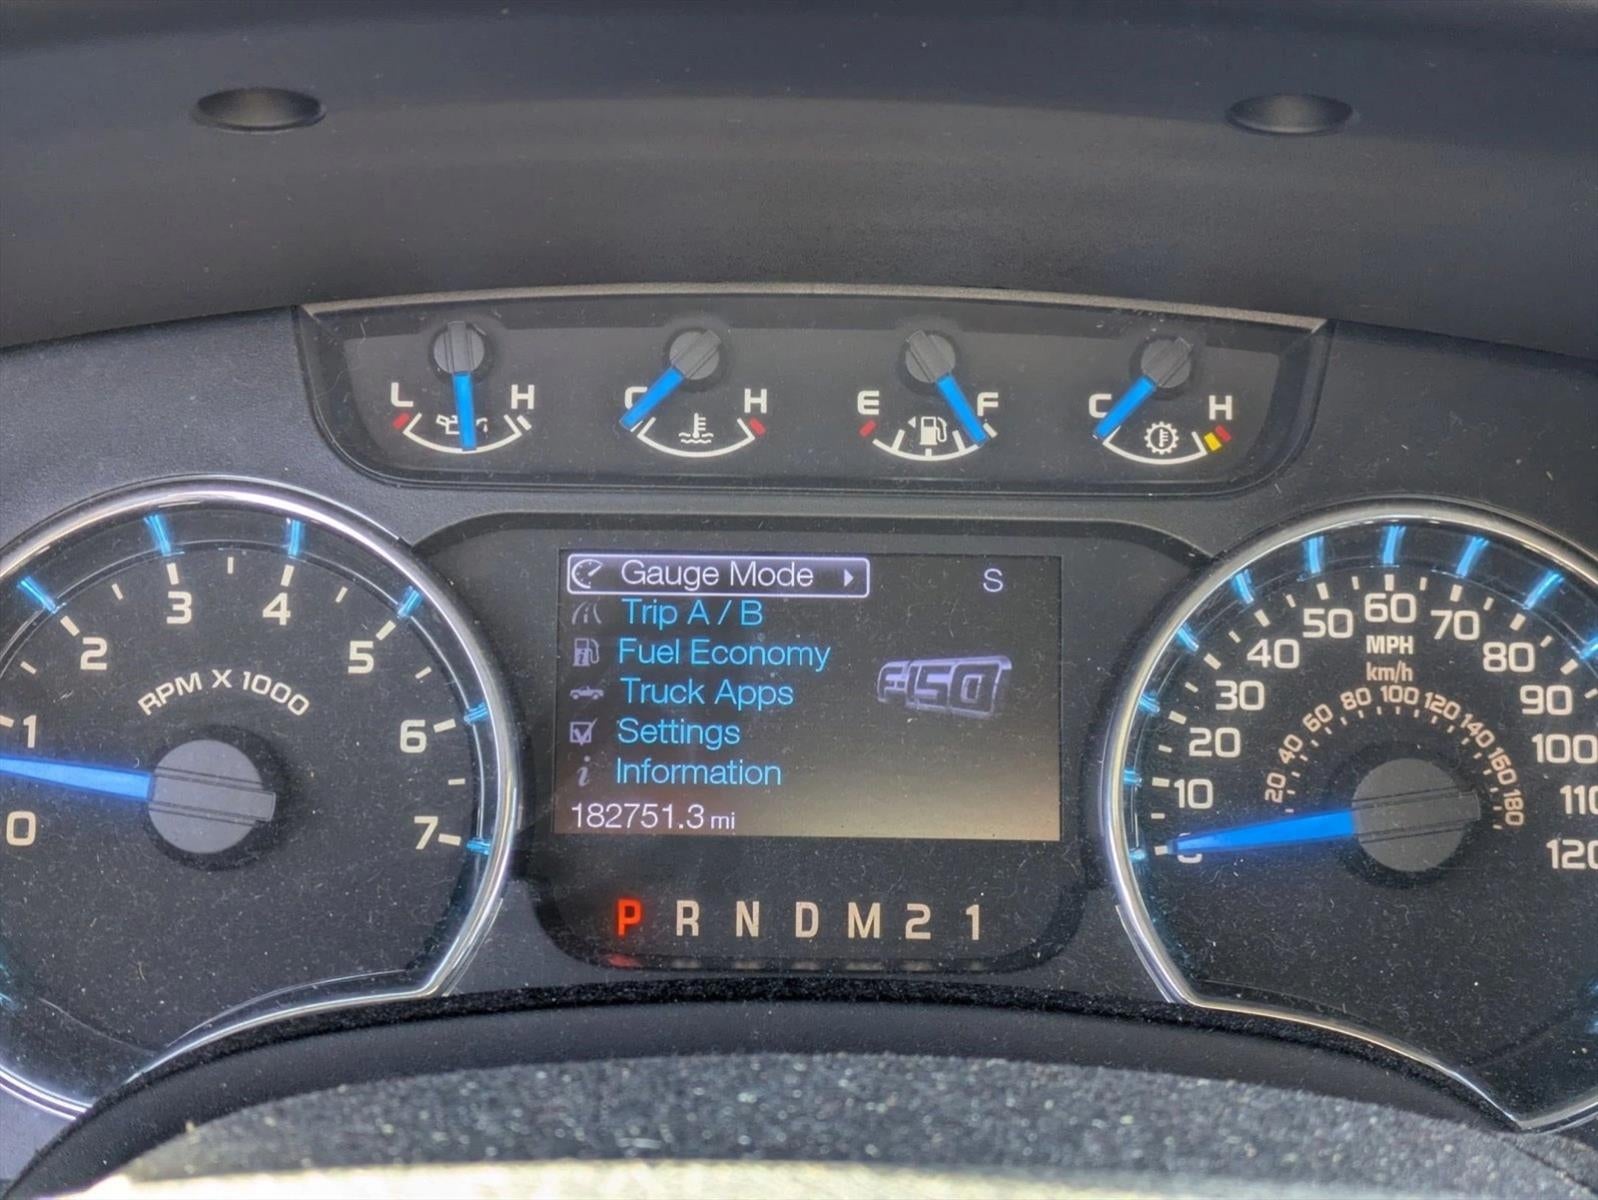 L H
C H
E F
C H
Gauge Mode
S
Trip A / B
Fuel Economy
Truck Apps
Settings
Information
182751.3 mi
F-150
P R N D M 2 1
0 1 2 3 4 5 6 7
RPM X 1000
0 10 20 30 40 50 60 70 80 90 100 110 120
MPH
km/h
20 40 60 80 100 120 140 160 180